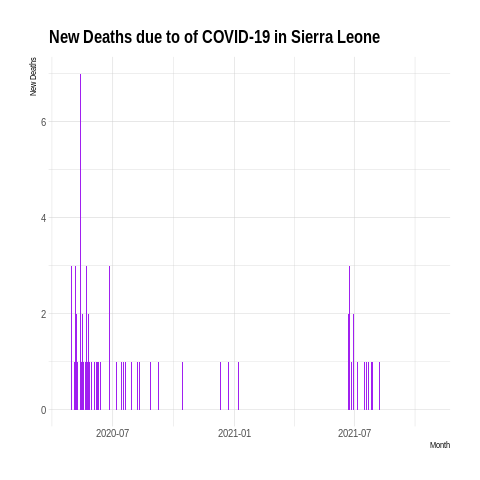 New Deaths due to of COVID-19 in Sierra Leone
New Deaths
6
4
2
0
2020-07
2021-01
2021-07
Month